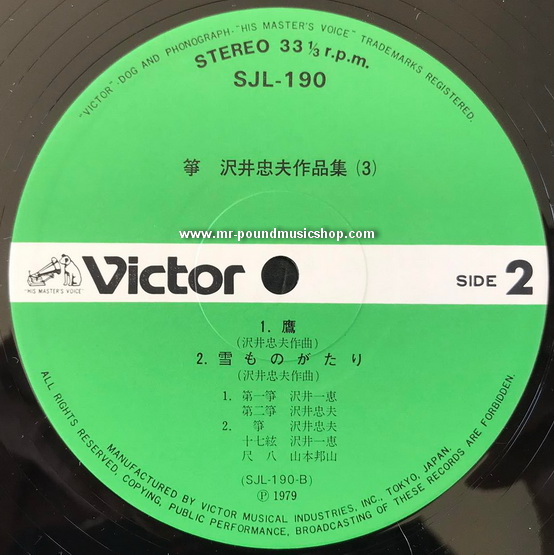 "VICTOR"-DOG AND PHONOGRAPH-"HIS MASTER'S VOICE" TRADEMARKS REGISTERED.
STEREO 33 1/3 r.p.m.
SJL-190
箏 沢井忠夫作品集 (3)
www.mr-poundmusicshop.com
"HIS MASTER'S VOICE"
Victor
SIDE 2
1. 鷹
(沢井忠夫作曲)
2. 雪ものがたり
(沢井忠夫作曲)
1. 第一箏 沢井一恵
第二箏 沢井忠夫
2. 箏 沢井忠夫
十七絃 沢井一恵
尺八 山本邦山
(SJL-190-B)
Ⓟ 1979
MANUFACTURED BY VICTOR MUSICAL INDUSTRIES, INC., TOKYO, JAPAN.
ALL RIGHTS RESERVED, COPYING, PUBLIC PERFORMANCE, BROADCASTING OF THESE RECORDS ARE FORBIDDEN.